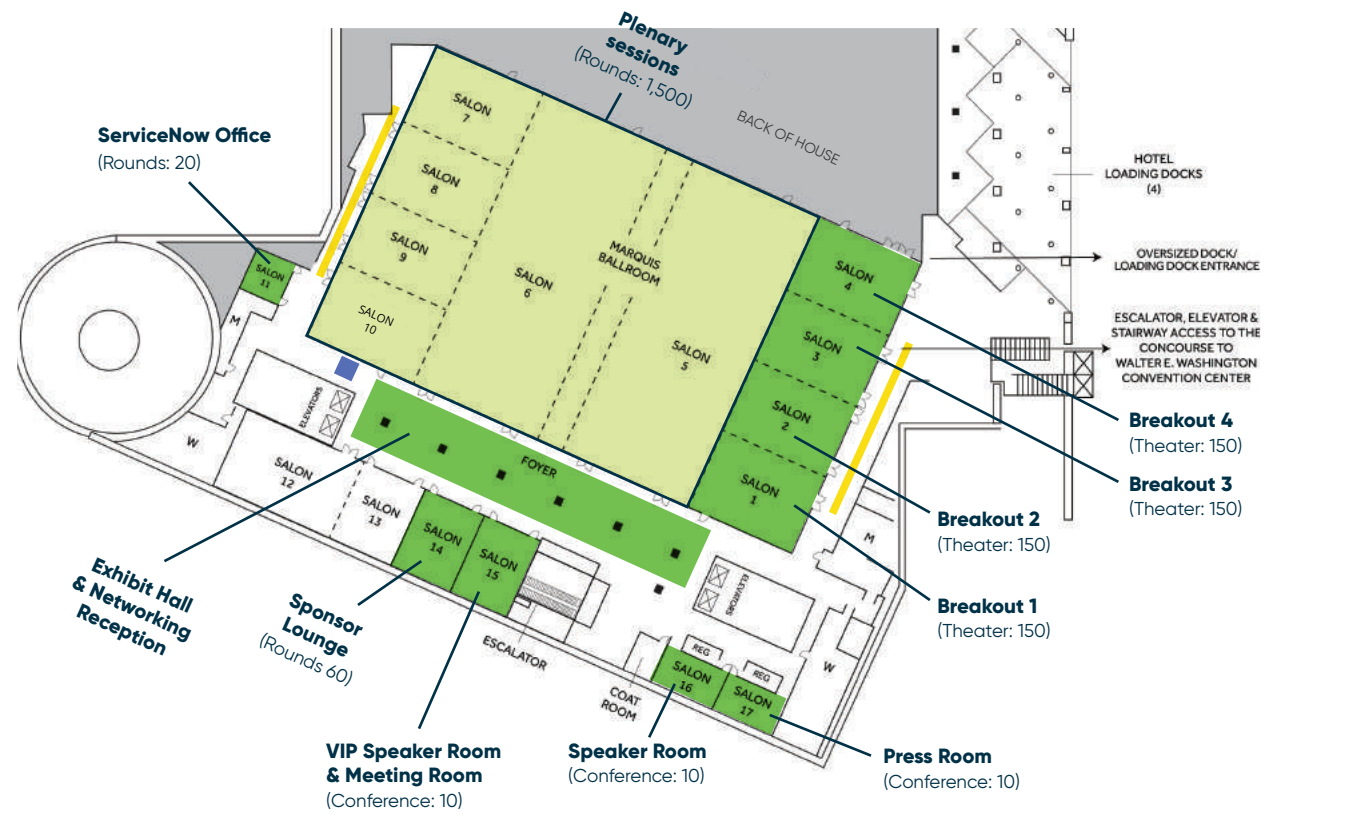 Plenary
sessions
(Rounds: 1,500)
BACK OF HOUSE
ServiceNow Office
(Rounds: 20)
SALON
7
SALON
8
SALON
9
SALON
10
SALON
11
SALON
6
MARQUIS
BALLROOM
SALON
5
SALON
4
SALON
3
SALON
2
SALON
1
HOTEL
LOADING DOCKS
(4)
OVERSIZED DOCK/
LOADING DOCK ENTRANCE
ESCALATOR, ELEVATOR &
STAIRWAY ACCESS TO THE
CONCOURSE TO
WALTER E. WASHINGTON
CONVENTION CENTER
Breakout 4
(Theater: 150)
Breakout 3
(Theater: 150)
Breakout 2
(Theater: 150)
Breakout 1
(Theater: 150)
M
ELEVATORS
W
FOYER
SALON
12
SALON
13
SALON
14
SALON
15
ESCALATOR
ELEVATORS
M
W
REG
REG
SALON
16
SALON
17
COAT
ROOM
Exhibit Hall
& Networking
Reception
Sponsor
Lounge
(Rounds 60)
VIP Speaker Room
& Meeting Room
(Conference: 10)
Speaker Room
(Conference: 10)
Press Room
(Conference: 10)